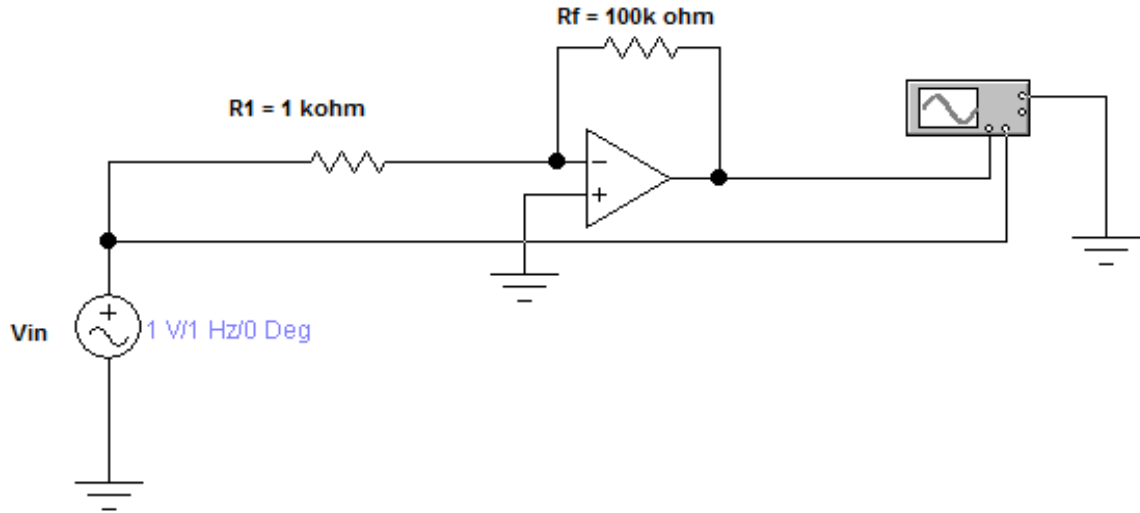 Rf = 100k ohm
R1 = 1 kohm
Vin
1 V/1 Hz/0 Deg